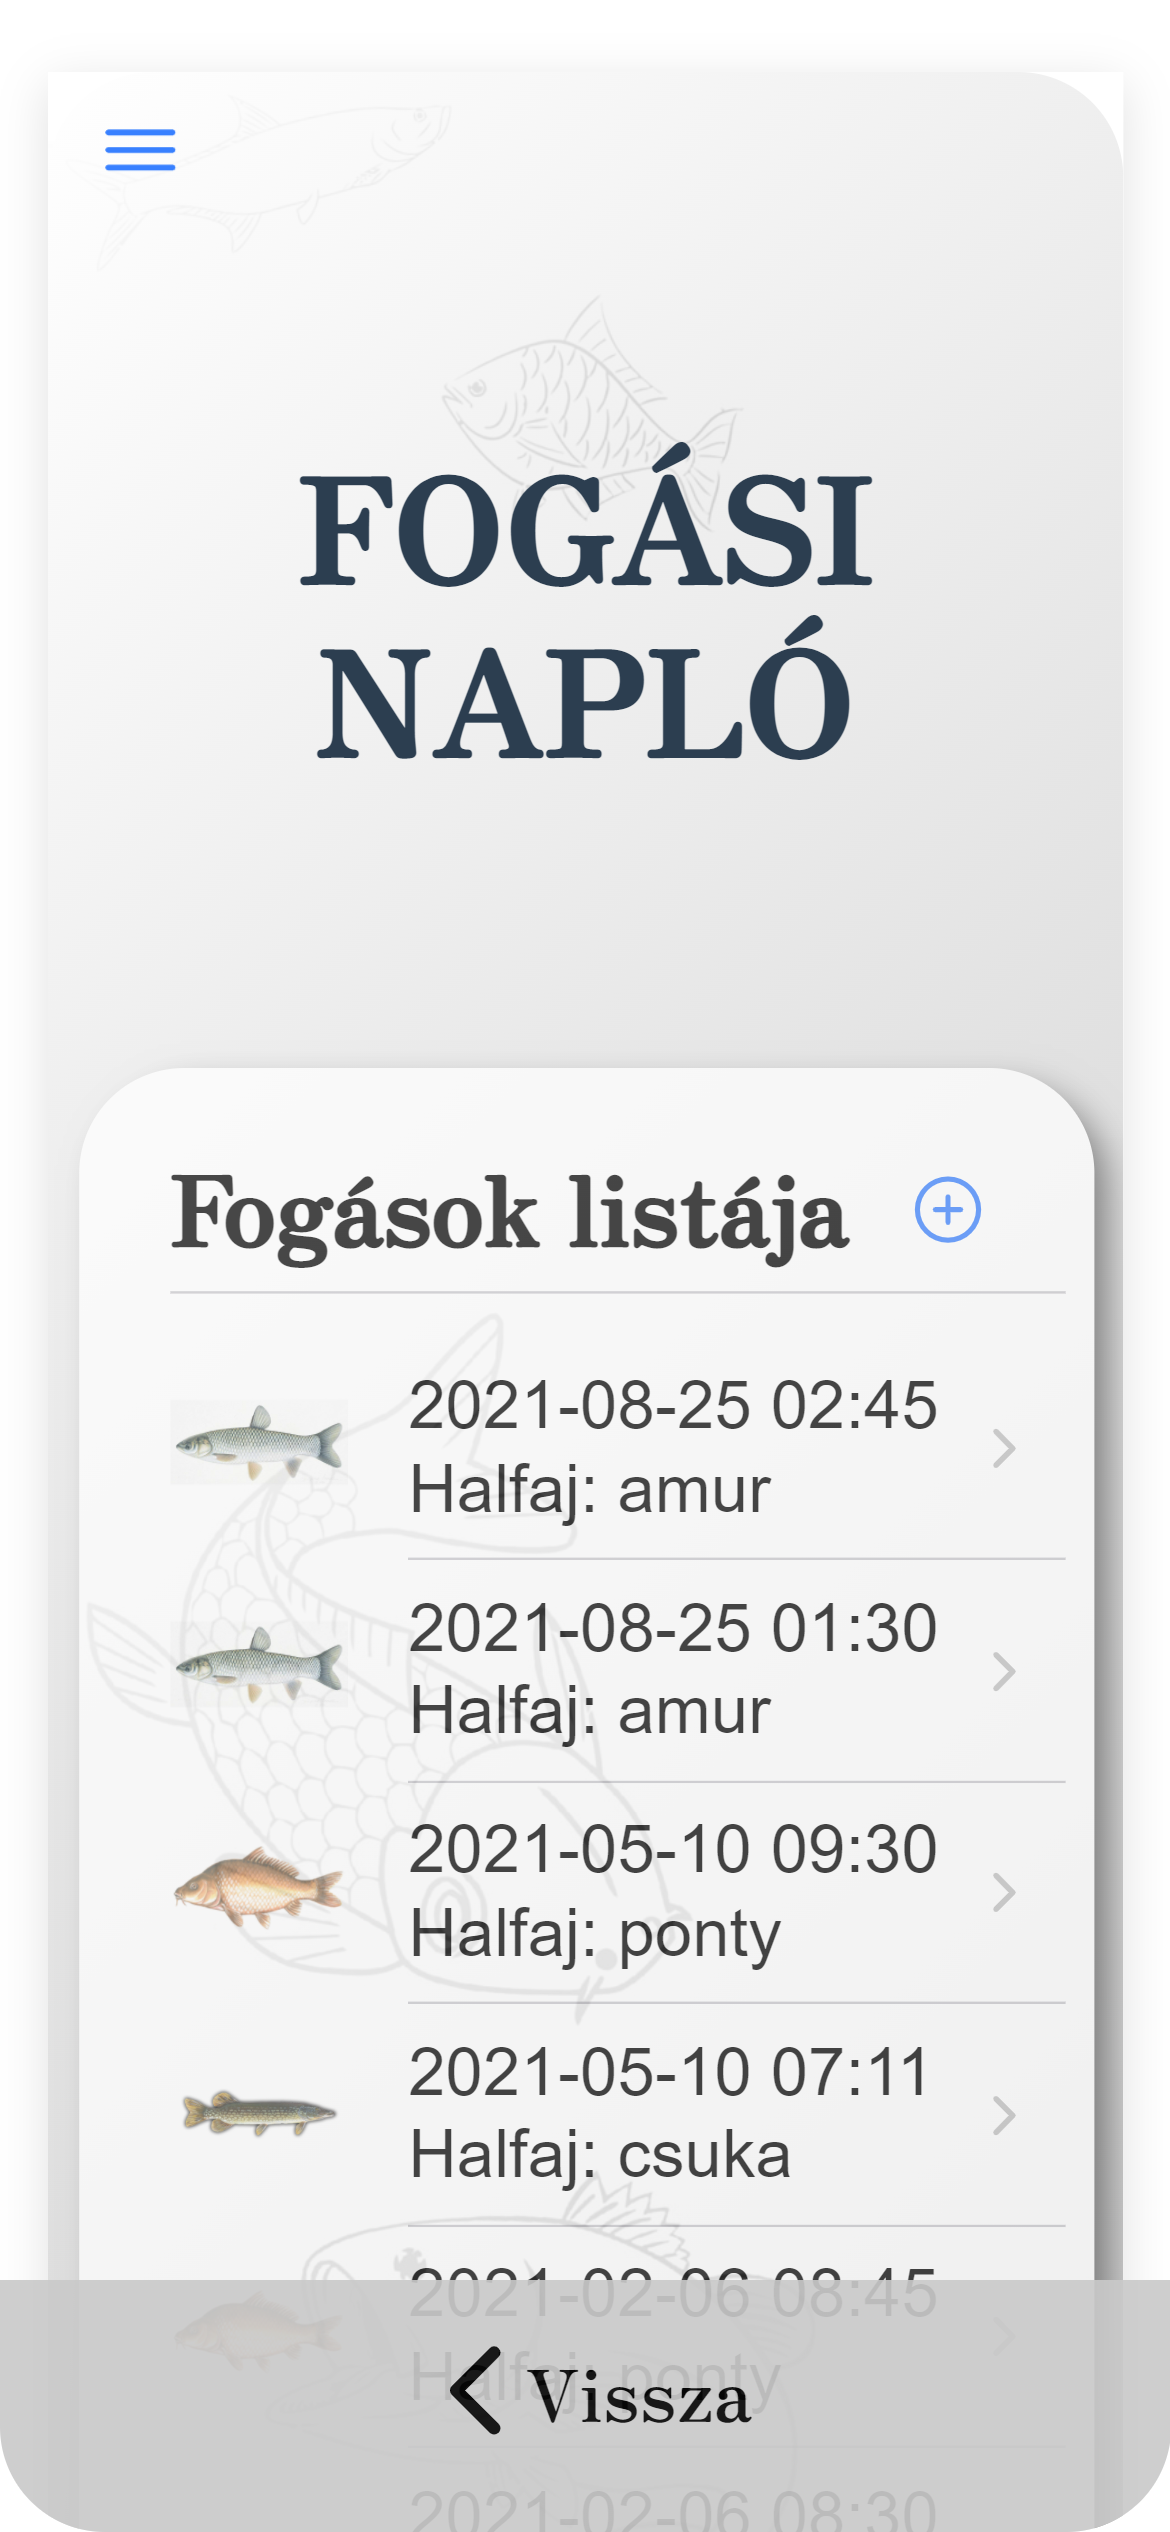 FOGÁSI
NAPLÓ
Fogások listája
2021-08-25 02:45
Halfaj: amur
2021-08-25 01:30
Halfaj: amur
2021-05-10 09:30
Halfaj: ponty
2021-05-10 07:11
Halfaj: csuka
2021-02-06 08:45
Halfaj: ponty
Vissza
2021-02-06 08:30